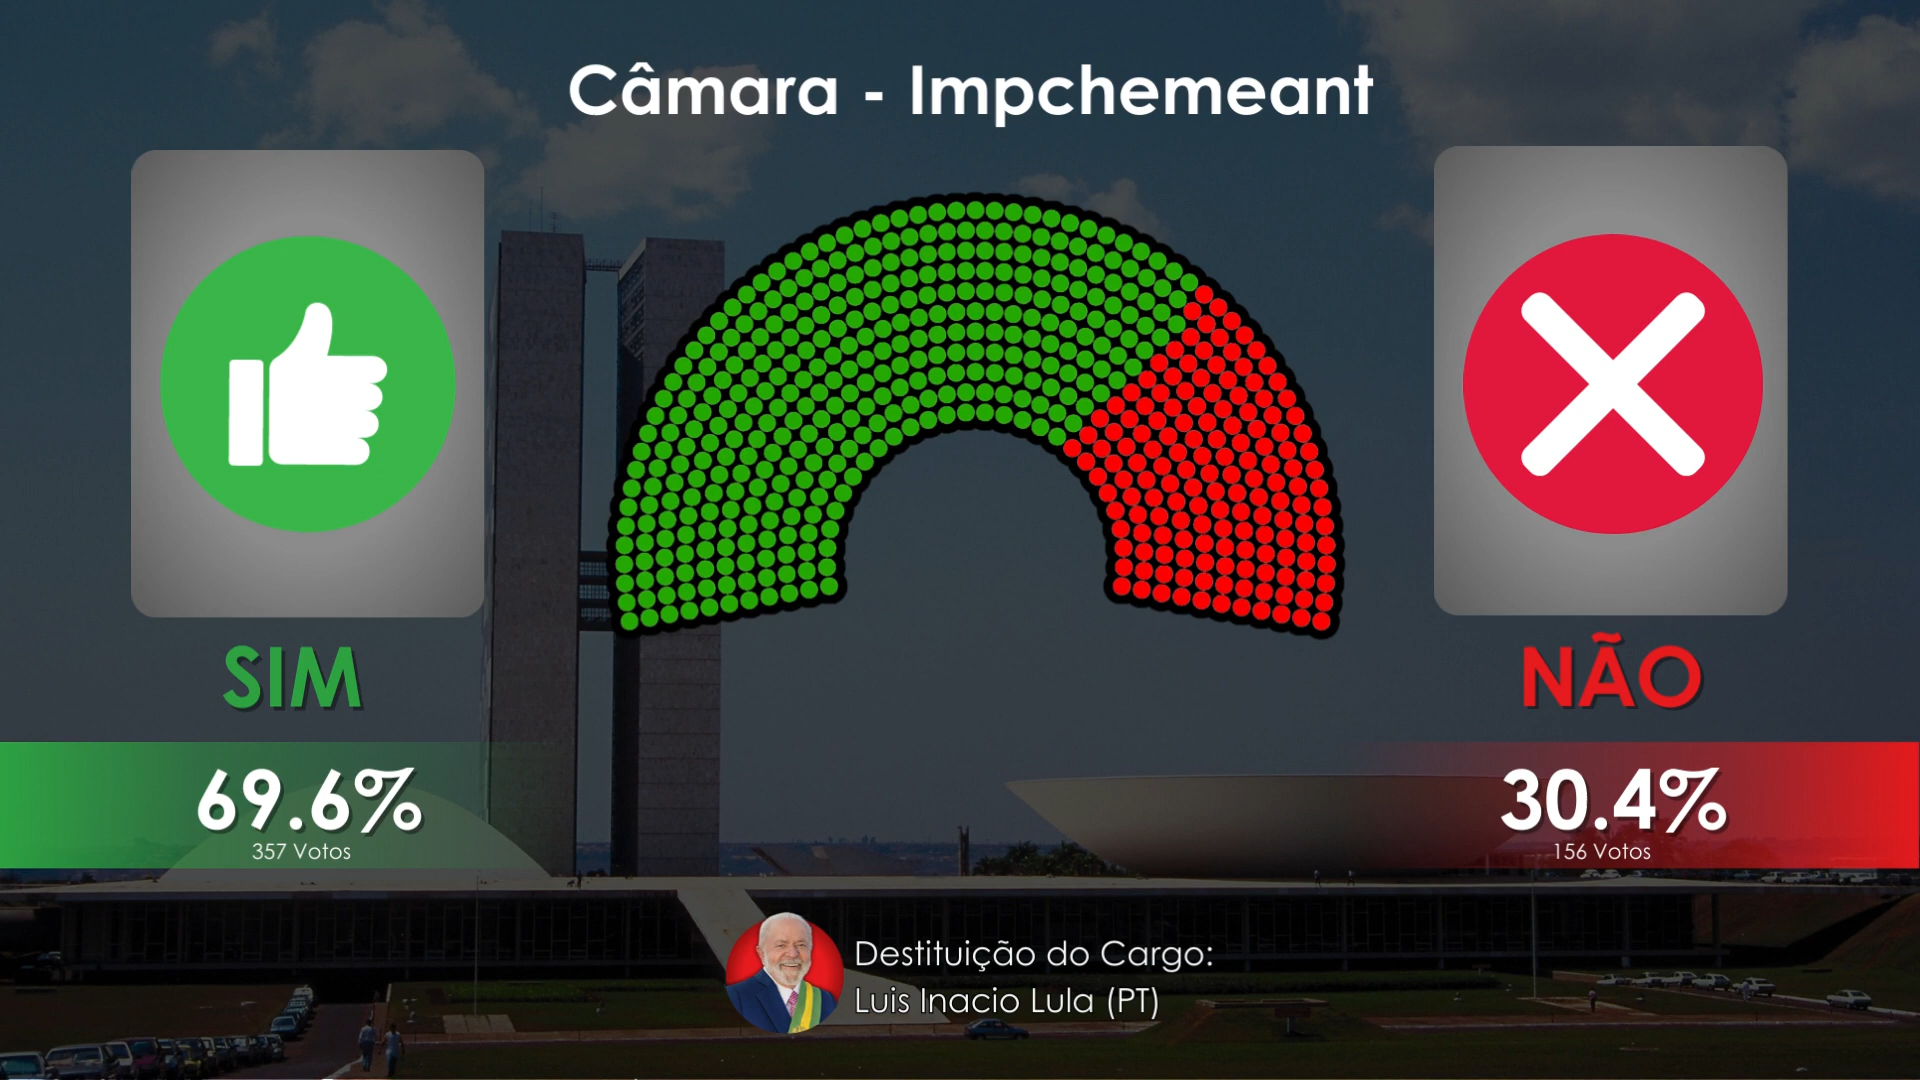 Câmara - Impchemeant
SIM
NÃO
69.6%
357 Votos
30.4%
156 Votos
Destituição do Cargo:
Luis Inacio Lula (PT)